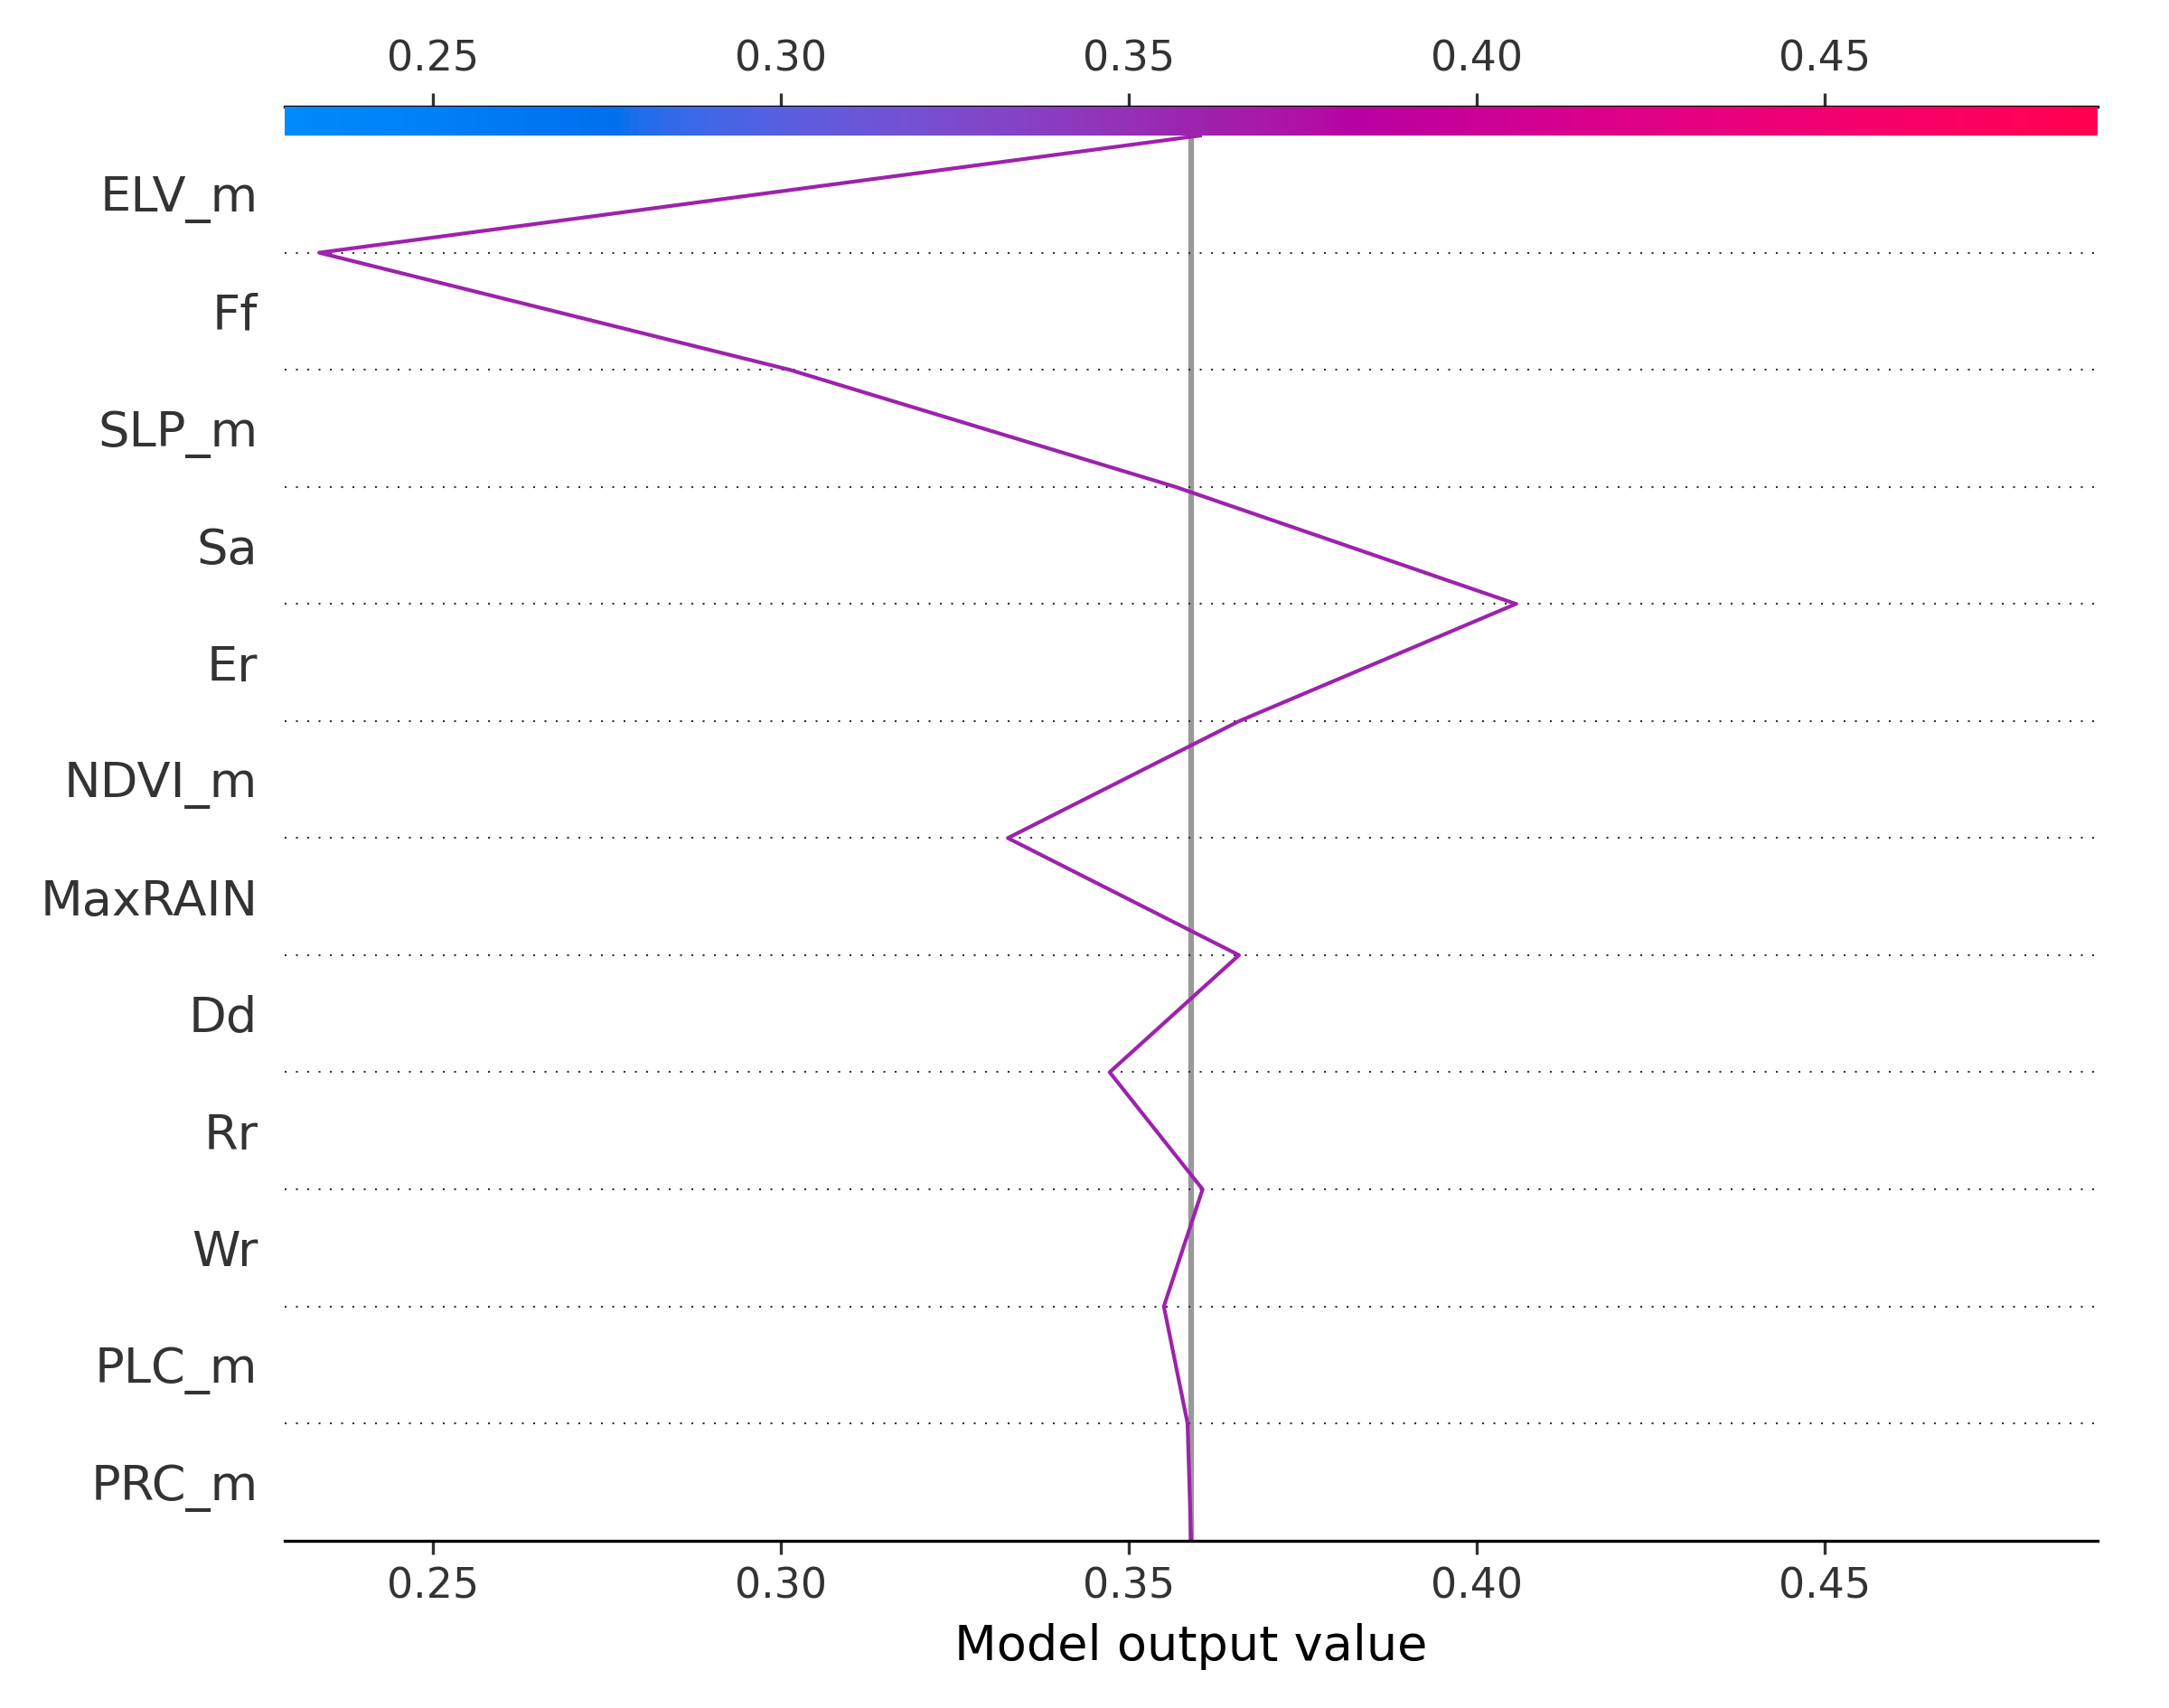 0.25 0.30 0.35 0.40 0.45
ELV_m
Ff
SLP_m
Sa
Er
NDVI_m
MaxRAIN
Dd
Rr
Wr
PLC_m
PRC_m
0.25 0.30 0.35 0.40 0.45
Model output value